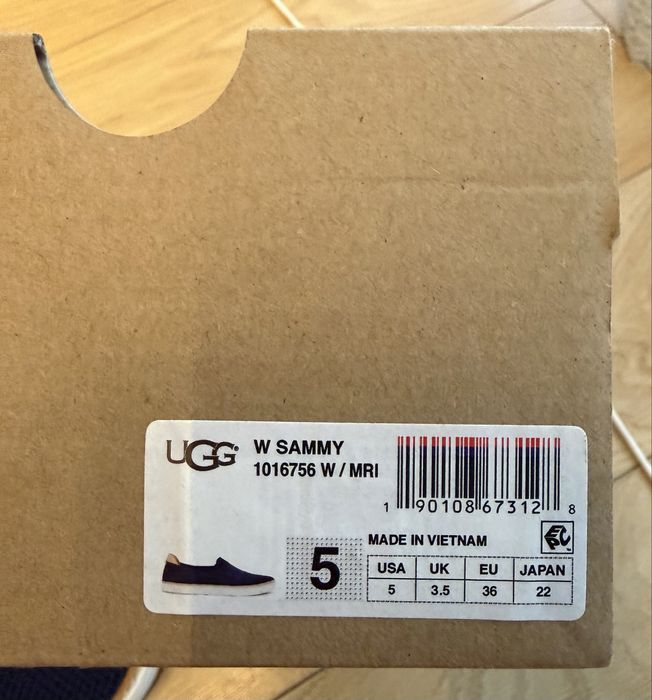 UGG®
W SAMMY
1016756 W / MRI
1 90108 67312 8
MADE IN VIETNAM
EPC™
5
USA UK EU JAPAN
5 3.5 36 22